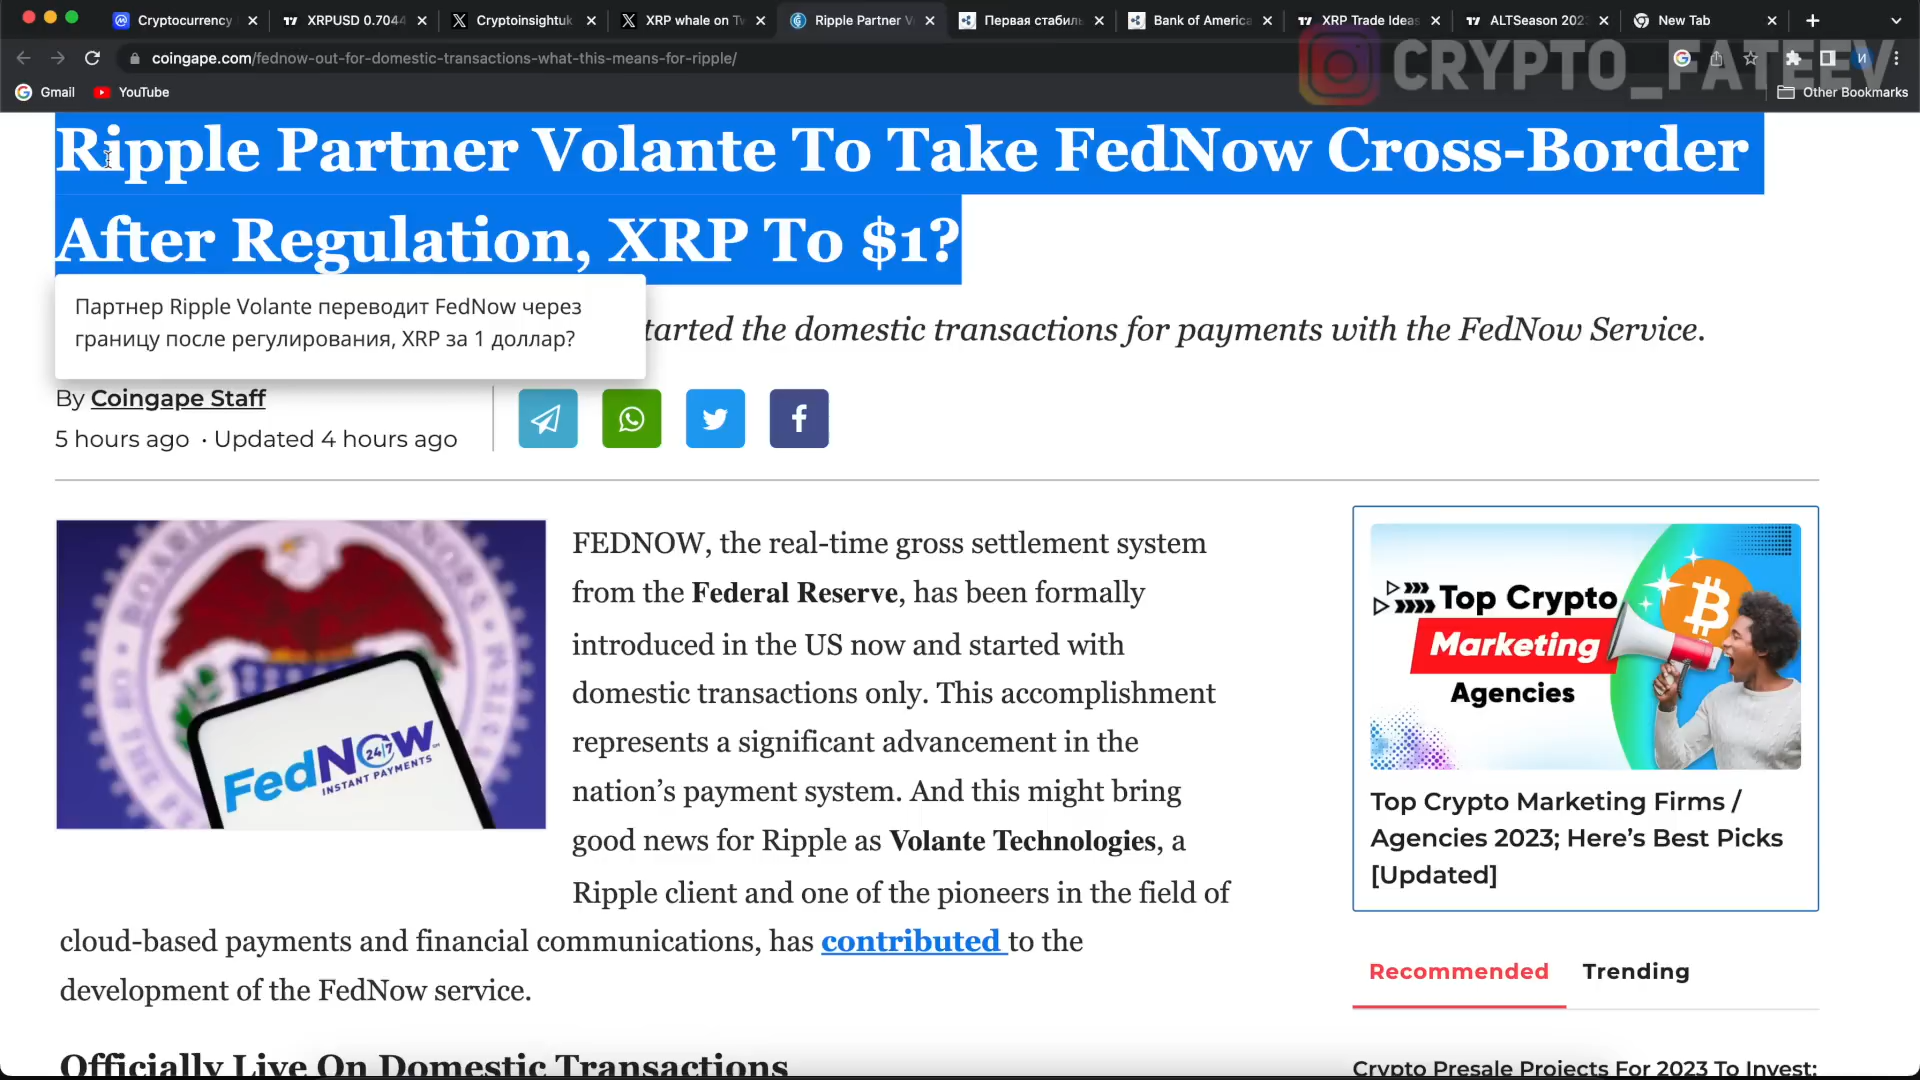 Cryptocurrency
XRPUSD 0.7044
Cryptoinsightuk
XRP whale on Tw
Ripple Partner V
Первая стабиль
Bank of America
XRP Trade Ideas
ALTSeason 202
New Tab
coingape.com/fednow-out-for-domestic-transactions-what-this-means-for-ripple/
CRYPTO_FATEEV
Gmail
YouTube
Other Bookmarks
Ripple Partner Volante To Take FedNow Cross-Border
After Regulation, XRP To $1?
Партнер Ripple Volante переводит FedNow через
границу после регулирования, XRP за 1 доллар?
tarted the domestic transactions for payments with the FedNow Service.
By Coingape Staff
5 hours ago · Updated 4 hours ago
FedNow
24/7
INSTANT PAYMENTS
FEDNOW, the real-time gross settlement system
from the Federal Reserve, has been formally
introduced in the US now and started with
domestic transactions only. This accomplishment
represents a significant advancement in the
nation’s payment system. And this might bring
good news for Ripple as Volante Technologies, a
Ripple client and one of the pioneers in the field of
cloud-based payments and financial communications, has contributed to the
development of the FedNow service.
Officially Live On Domestic Transactions
Top Crypto
Marketing
Agencies
Top Crypto Marketing Firms /
Agencies 2023; Here’s Best Picks
[Updated]
Recommended
Trending
Crypto Presale Projects For 2023 To Invest: